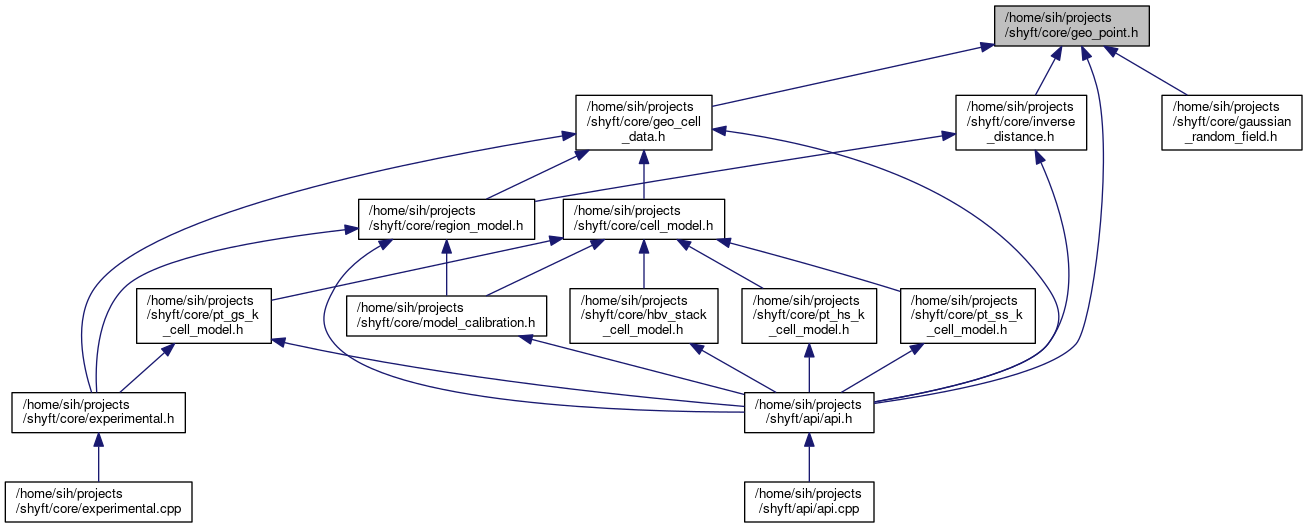 /home/sih/projects
/shyft/core/geo_point.h
/home/sih/projects
/shyft/core/geo_cell
_data.h
/home/sih/projects
/shyft/core/inverse
_distance.h
/home/sih/projects
/shyft/core/gaussian
_random_field.h
/home/sih/projects
/shyft/core/region_model.h
/home/sih/projects
/shyft/core/cell_model.h
/home/sih/projects
/shyft/core/pt_gs_k
_cell_model.h
/home/sih/projects
/shyft/core/model_calibration.h
/home/sih/projects
/shyft/core/hbv_stack
_cell_model.h
/home/sih/projects
/shyft/core/pt_hs_k
_cell_model.h
/home/sih/projects
/shyft/core/pt_ss_k
_cell_model.h
/home/sih/projects
/shyft/core/experimental.h
/home/sih/projects
/shyft/api/api.h
/home/sih/projects
/shyft/core/experimental.cpp
/home/sih/projects
/shyft/api/api.cpp